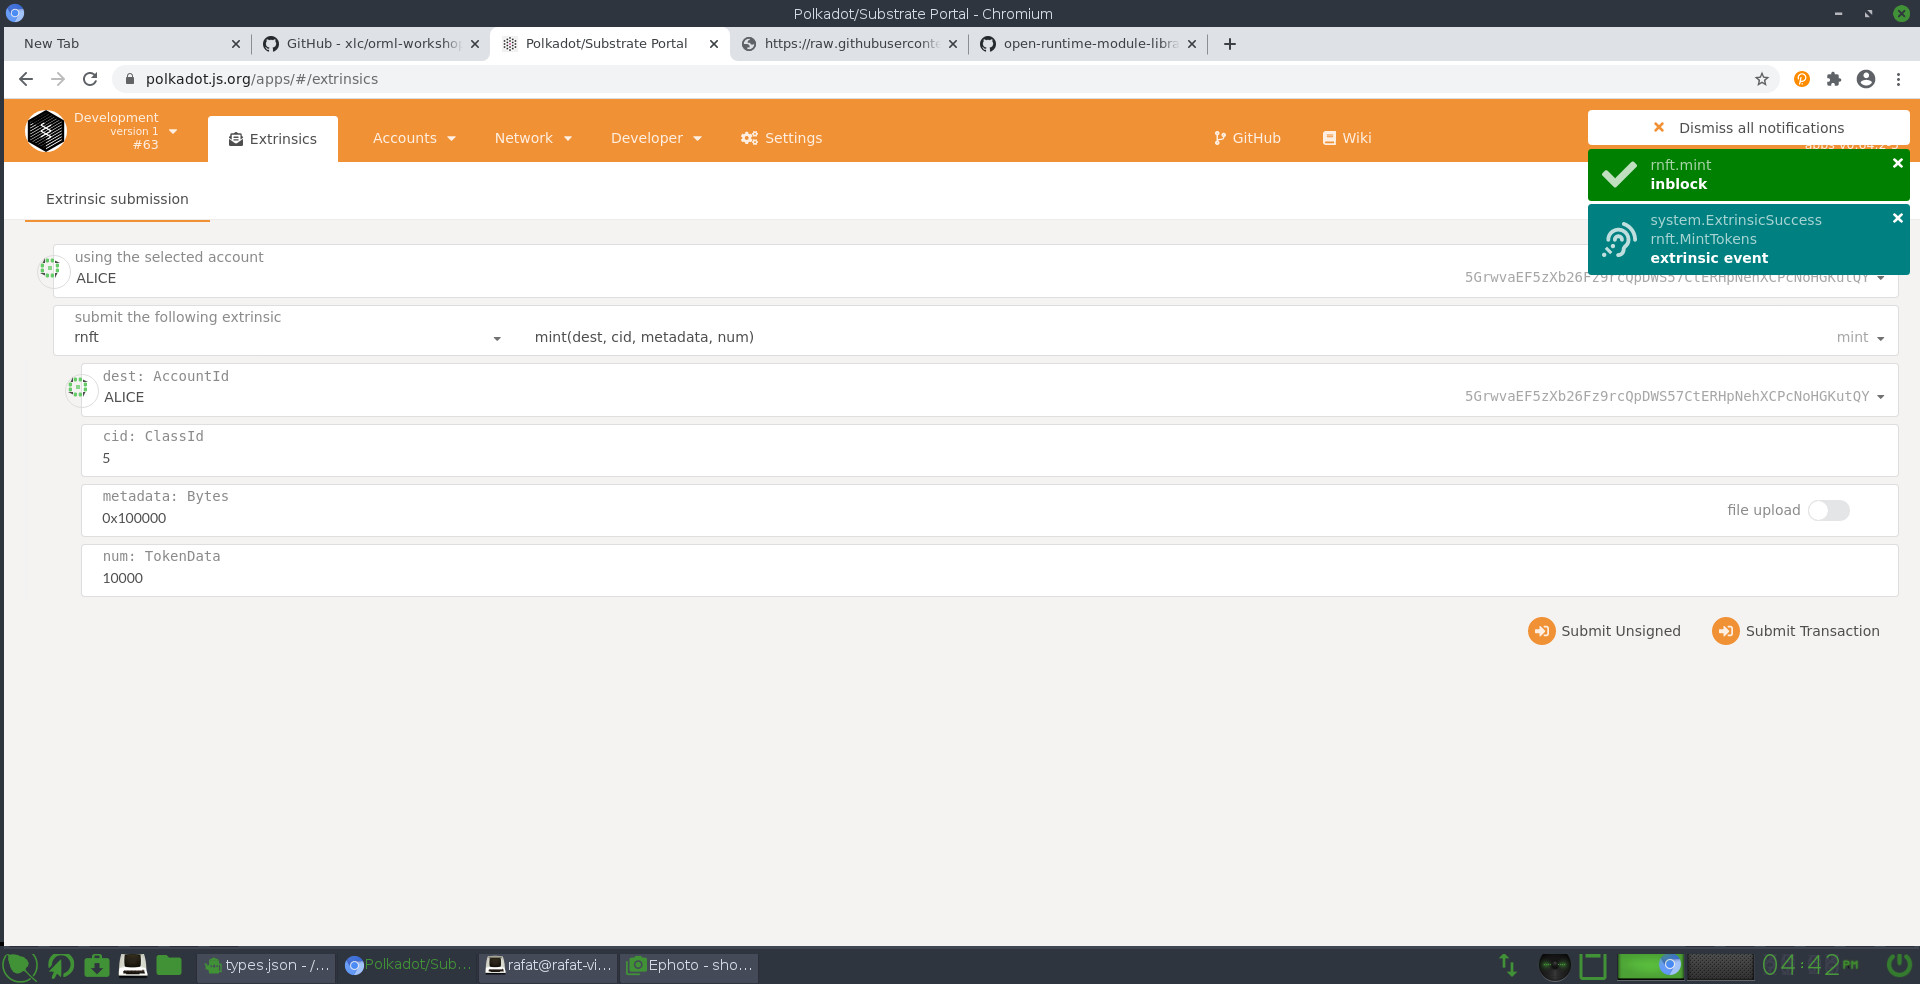 Polkadot/Substrate Portal - Chromium
New Tab
GitHub - xlc/orml-workshop
Polkadot/Substrate Portal
https://raw.githubusercont
open-runtime-module-libra
polkadot.js.org/apps/#/extrinsics
Development
version 1
#63
Extrinsics
Accounts
Network
Developer
Settings
GitHub
Wiki
Dismiss all notifications
rnft.mint
inblock
system.ExtrinsicSuccess
rnft.MintTokens
extrinsic event
Extrinsic submission
using the selected account
ALICE
5GrwvaEF5zXb26Fz9rcQpDWS57CtERHpNehXCPcNoHGKutQY
submit the following extrinsic
rnft
mint(dest, cid, metadata, num)
mint
dest: AccountId
ALICE
5GrwvaEF5zXb26Fz9rcQpDWS57CtERHpNehXCPcNoHGKutQY
cid: ClassId
5
metadata: Bytes
0x100000
file upload
num: TokenData
10000
Submit Unsigned
Submit Transaction
types.json - /...
Polkadot/Sub...
rafat@rafat-vi...
Ephoto - sho...
04:42PM